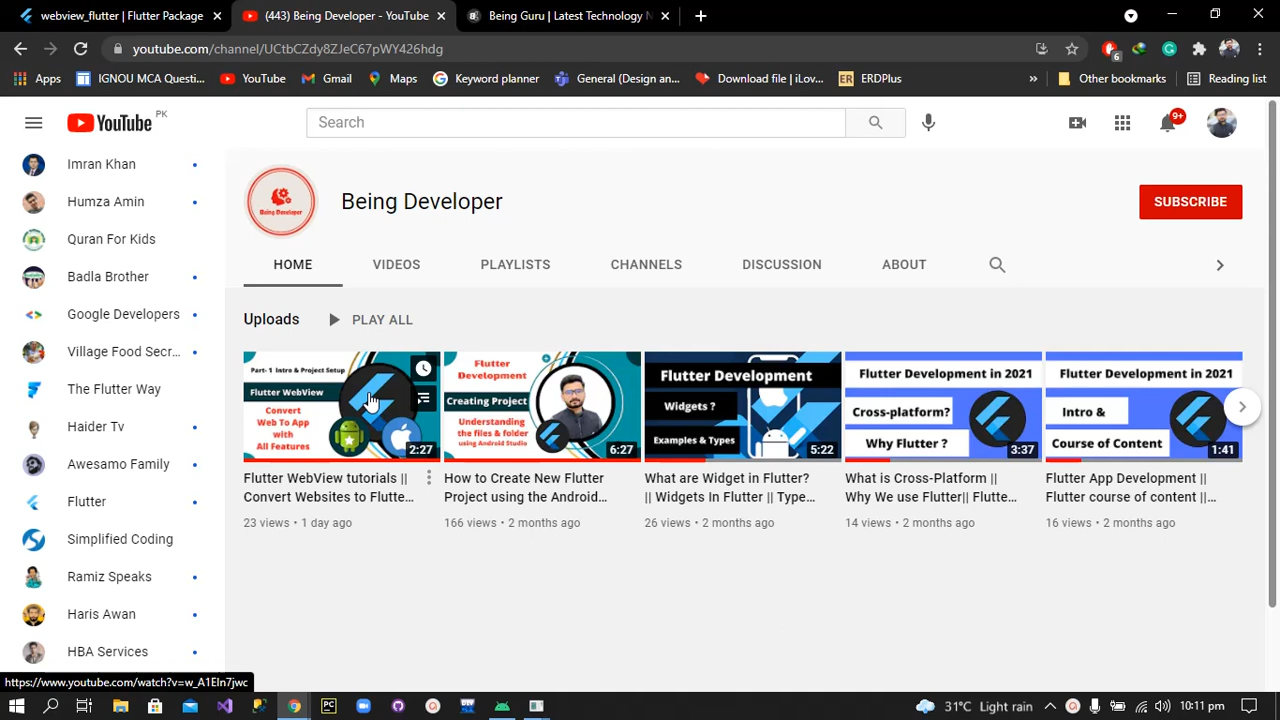 webview_flutter | Flutter Package
(443) Being Developer - YouTube
Being Guru | Latest Technology N
youtube.com/channel/UCtbCZdy8ZJeC67pWY426hdg
6
Apps
IGNOU MCA Questi...
YouTube
Gmail
Maps
Keyword planner
General (Design an...
Download file | iLov...
ER
ERDPlus
»
Other bookmarks
Reading list
YouTube PK
Search
9+
Imran Khan
Humza Amin
Quran For Kids
Badla Brother
Google Developers
Village Food Secr...
The Flutter Way
Haider Tv
Awesamo Family
Flutter
Simplified Coding
Ramiz Speaks
Haris Awan
HBA Services
Being Developer
Being Developer
SUBSCRIBE
HOME
VIDEOS
PLAYLISTS
CHANNELS
DISCUSSION
ABOUT
Uploads
PLAY ALL
Part- 1 Intro & Project Setup
Flutter WebView
Convert
Web To App
with
All Features
2:27
Flutter WebView tutorials ||
Convert Websites to Flutte...
23 views • 1 day ago
Flutter
Development
Creating Project
Understanding
the files & folder
using Android Studio
6:27
How to Create New Flutter
Project using the Android...
166 views • 2 months ago
Flutter Development
Widgets ?
Examples & Types
5:22
What are Widget in Flutter?
|| Widgets In Flutter || Type...
26 views • 2 months ago
Flutter Development in 2021
Cross-platform?
Why Flutter ?
3:37
What is Cross-Platform ||
Why We use Flutter|| Flutte...
14 views • 2 months ago
Flutter Development in 2021
Intro &
Course of Content
1:41
Flutter App Development ||
Flutter course of content ||...
16 views • 2 months ago
https://www.youtube.com/watch?v=w_A1Eln7jwc
PC
31°C Light rain
10:11 pm